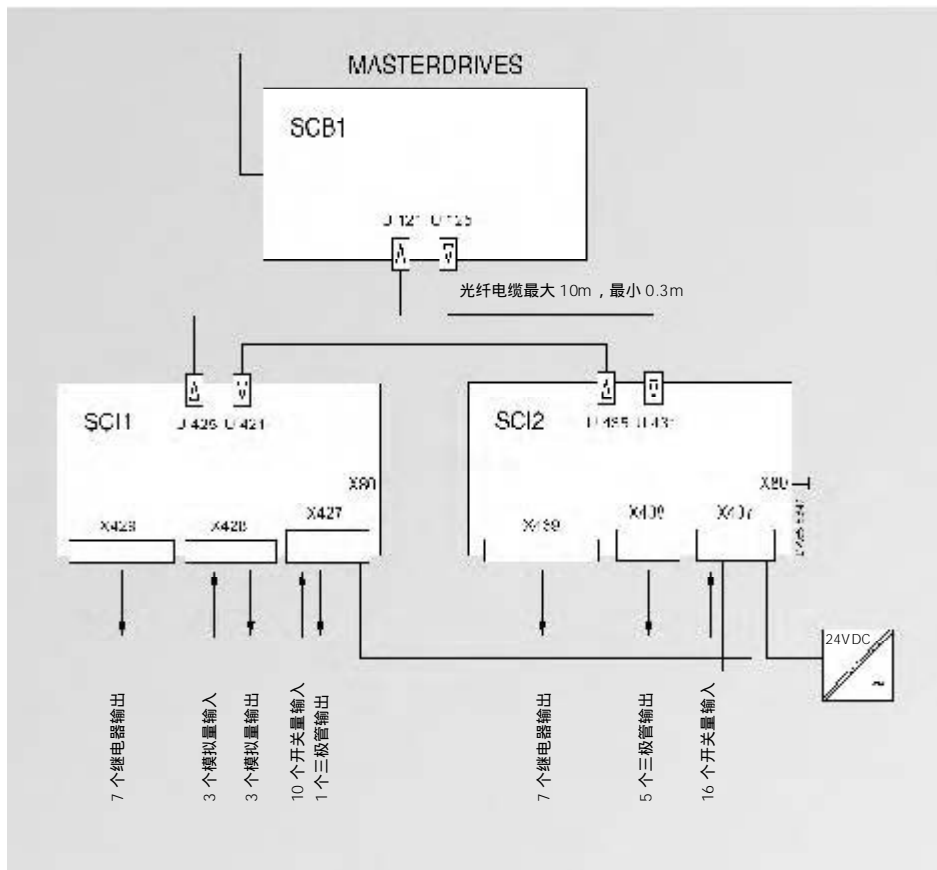 MASTERDRIVES
SCB1
光纤电缆最大 10m，最小 0.3m
SCI1
SCI2
X80
X429
X428
X427
X438
24VDC
7 个继电器输出
3 个模拟量输入
3 个模拟量输出
10 个开关量输入
1 个三极管输出
7 个继电器输出
5 个三极管输出
16 个开关量输入